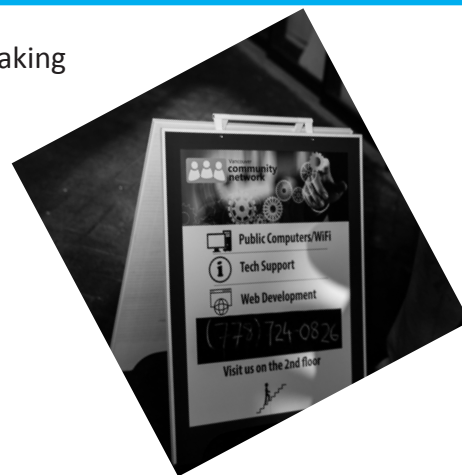 aking
Vancouver
community
network
Public Computers/WiFi
Tech Support
Web Development
(778) 724-0826
Visit us on the 2nd floor